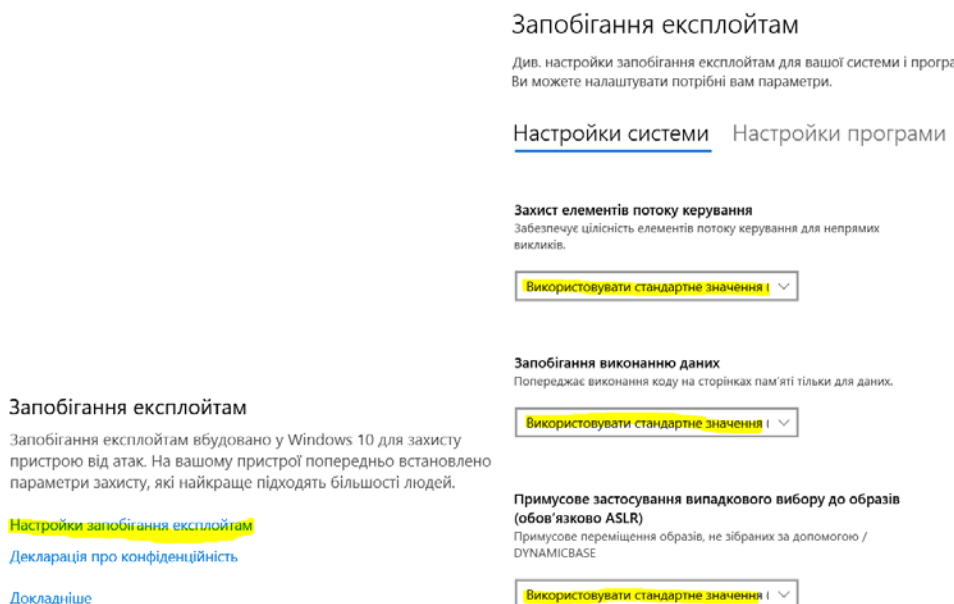 Запобігання експлойтам
Запобігання експлойтам вбудовано у Windows 10 для захисту
пристрою від атак. На вашому пристрої попередньо встановлено
параметри захисту, які найкраще підходять більшості людей.
Настройки запобігання експлойтам
Декларація про конфіденційність
Докладніше
Запобігання експлойтам
Див. настройки запобігання експлойтам для вашої системи і
Ви можете налаштувати потрібні вам параметри.
Настройки системи Настройки програми
Захист елементів потоку керування
Забезпечує цілісність елементів потоку керування для непрямих
викликів.
Використовувати стандартне значення (
Запобігання виконанню даних
Попереджає виконання коду на сторінках пам’яті тільки для даних.
Використовувати стандартне значення (
Примусове застосування випадкового вибору до образів
(обов’язково ASLR)
Примусове переміщення образів, не зібраних за допомогою /
DYNAMICBASE
Використовувати стандартне значення (